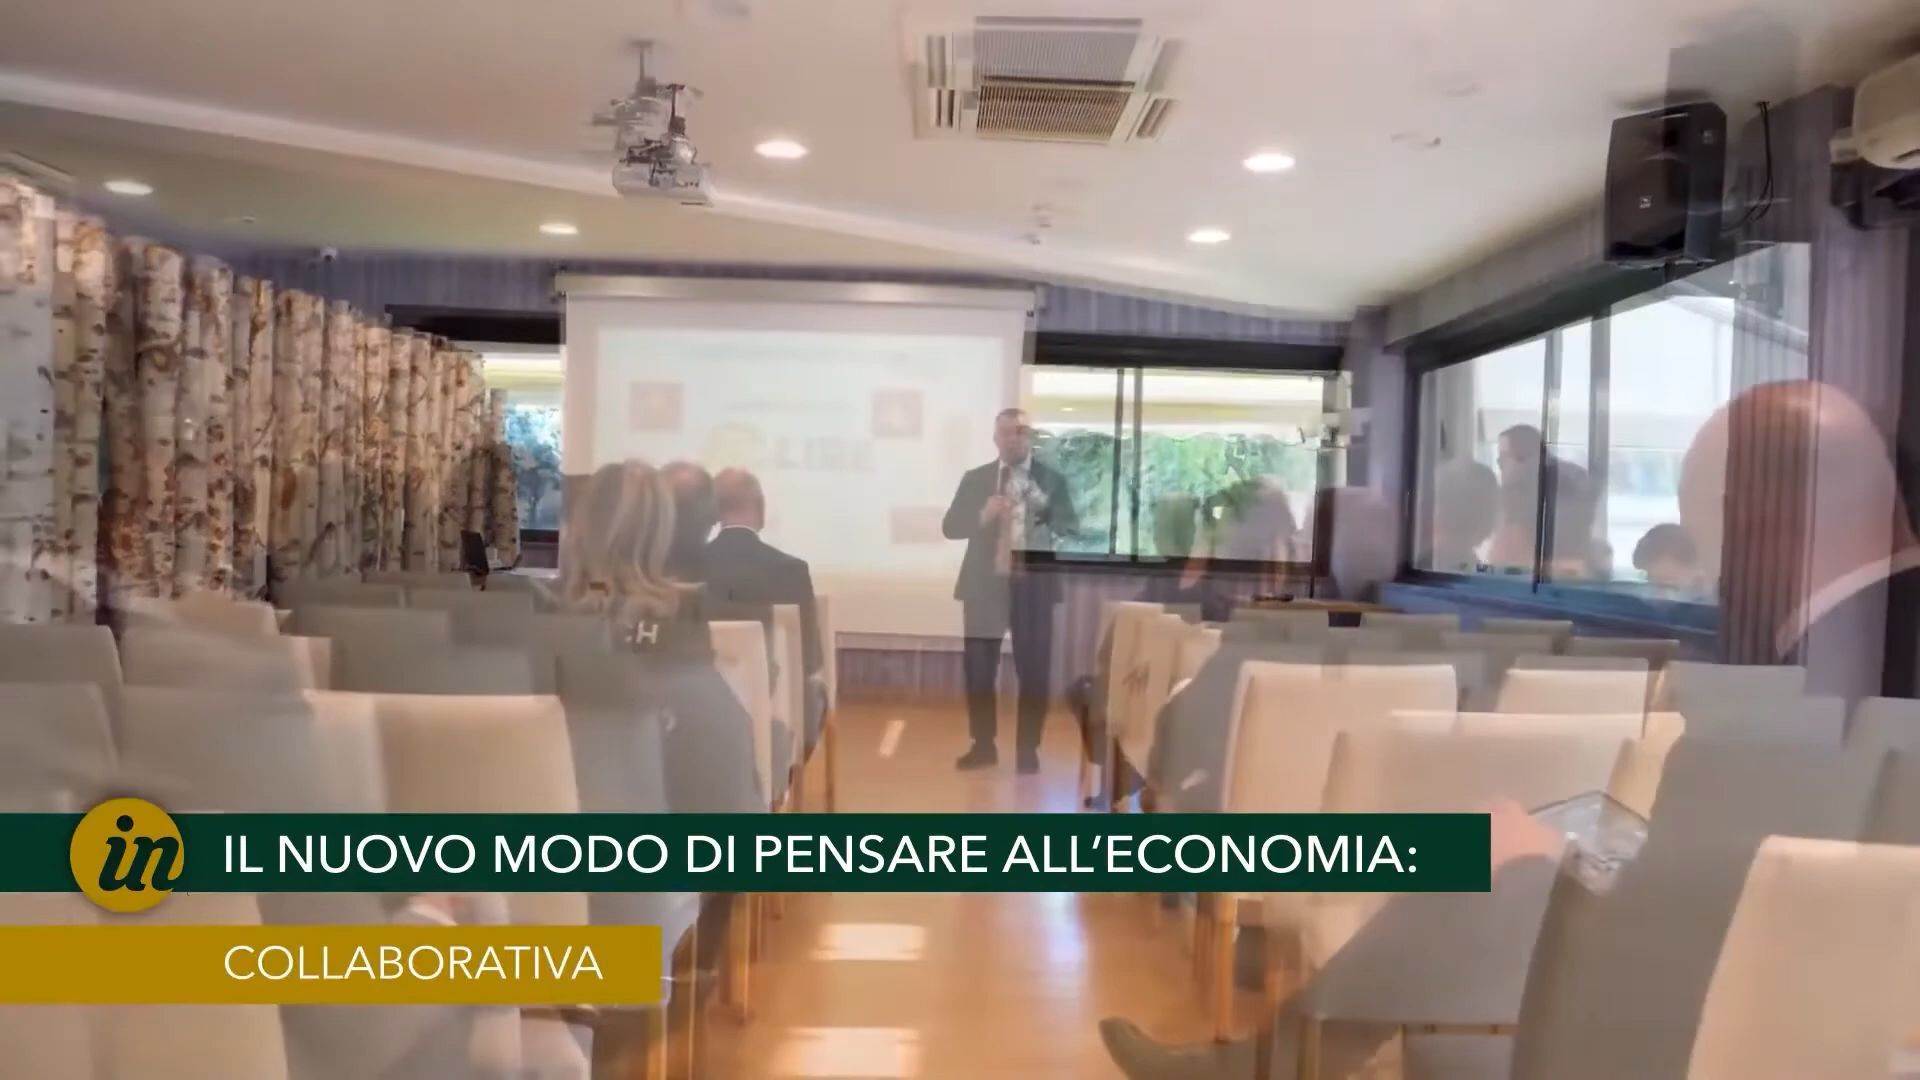 in IL NUOVO MODO DI PENSARE ALL'ECONOMIA:
COLLABORATIVA